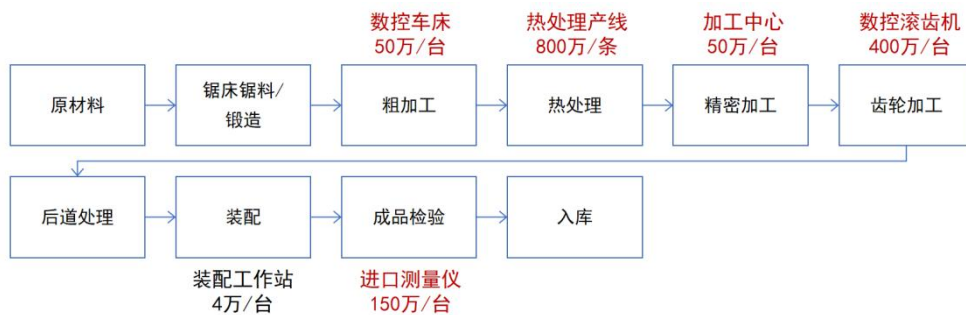 数控车床
50万/台
热处理产线
800万/条
加工中心
50万/台
数控滚齿机
400万/台
原材料
锯床锯料/
锻造
粗加工
热处理
精密加工
齿轮加工
后道处理
装配
成品检验
入库
装配工作站
4万/台
进口测量仪
150万/台